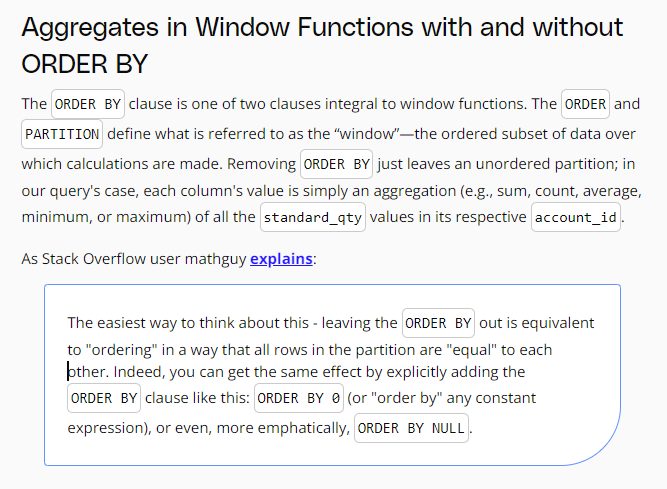 Aggregates in Window Functions with and without
ORDER BY
The ORDER BY clause is one of two clauses integral to window functions. The ORDER and
PARTITION define what is referred to as the “window”—the ordered subset of data over
which calculations are made. Removing ORDER BY just leaves an unordered partition; in
our query's case, each column's value is simply an aggregation (e.g., sum, count, average,
minimum, or maximum) of all the standard_qty values in its respective account_id.
As Stack Overflow user mathguy explains:
The easiest way to think about this - leaving the ORDER BY out is equivalent
to "ordering" in a way that all rows in the partition are "equal" to each
other. Indeed, you can get the same effect by explicitly adding the
ORDER BY clause like this: ORDER BY 0 (or "order by" any constant
expression), or even, more emphatically, ORDER BY NULL.